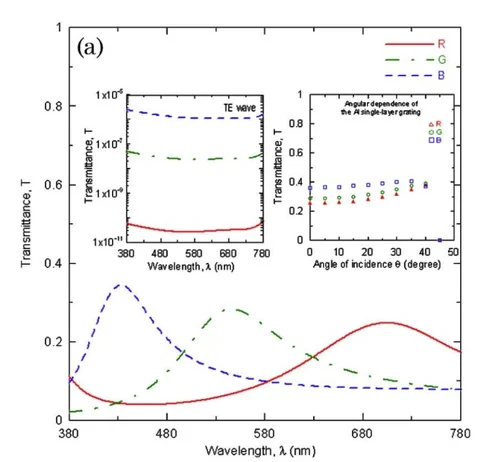 (a)
R
G
B
1
0.8
0.6
0.4
0.2
0
Transmittance, T
380 480 580 680 780
Wavelength, λ (nm)
TE wave
1x10-5
1x10-7
1x10-9
1x10-11
Transmittance, T
380 480 580 680 780
Wavelength, λ (nm)
Angular dependence of
the Al single-layer grating
R
G
B
1
0.8
0.6
0.4
0.2
0
Transmittance, T
0 10 20 30 40 50
Angle of incidence θ (degree)